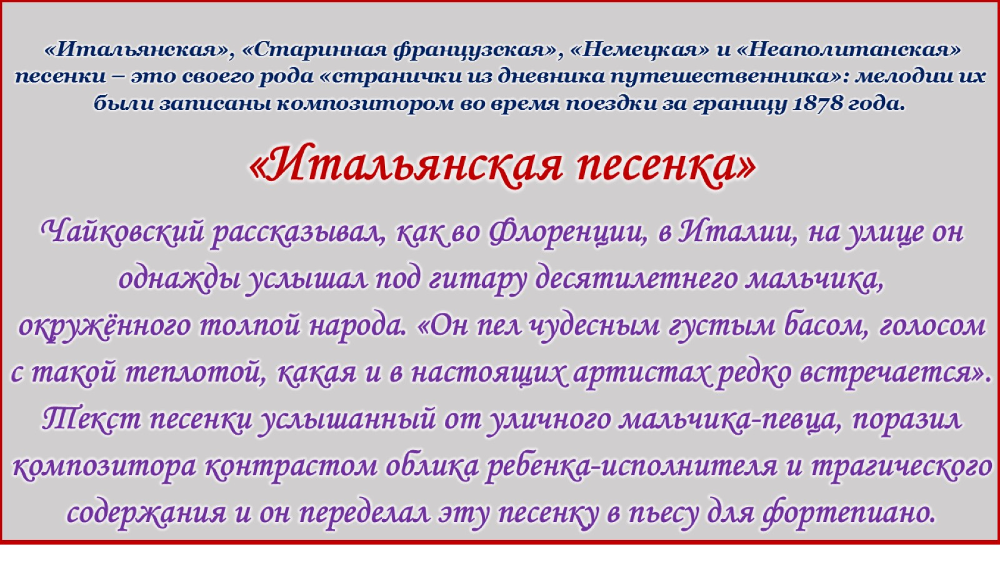 «Итальянская», «Старинная французская», «Немецкая» и «Неаполитанская»
песенки – это своего рода «странички из дневника путешественника»: мелодии их
были записаны композитором во время поездки за границу 1878 года.
«Итальянская песенка»
Чайковский рассказывал, как во Флоренции, в Италии, на улице он
однажды услышал под гитару десятилетнего мальчика,
окружённого толпой народа. «Он пел чудесным густым басом, голосом
с такой теплотой, какая и в настоящих артистах редко встречается».
Текст песенки услышанный от уличного мальчика-певца, поразил
композитора контрастом облика ребенка-исполнителя и трагического
содержания и он переделал эту песенку в пьесу для фортепиано.